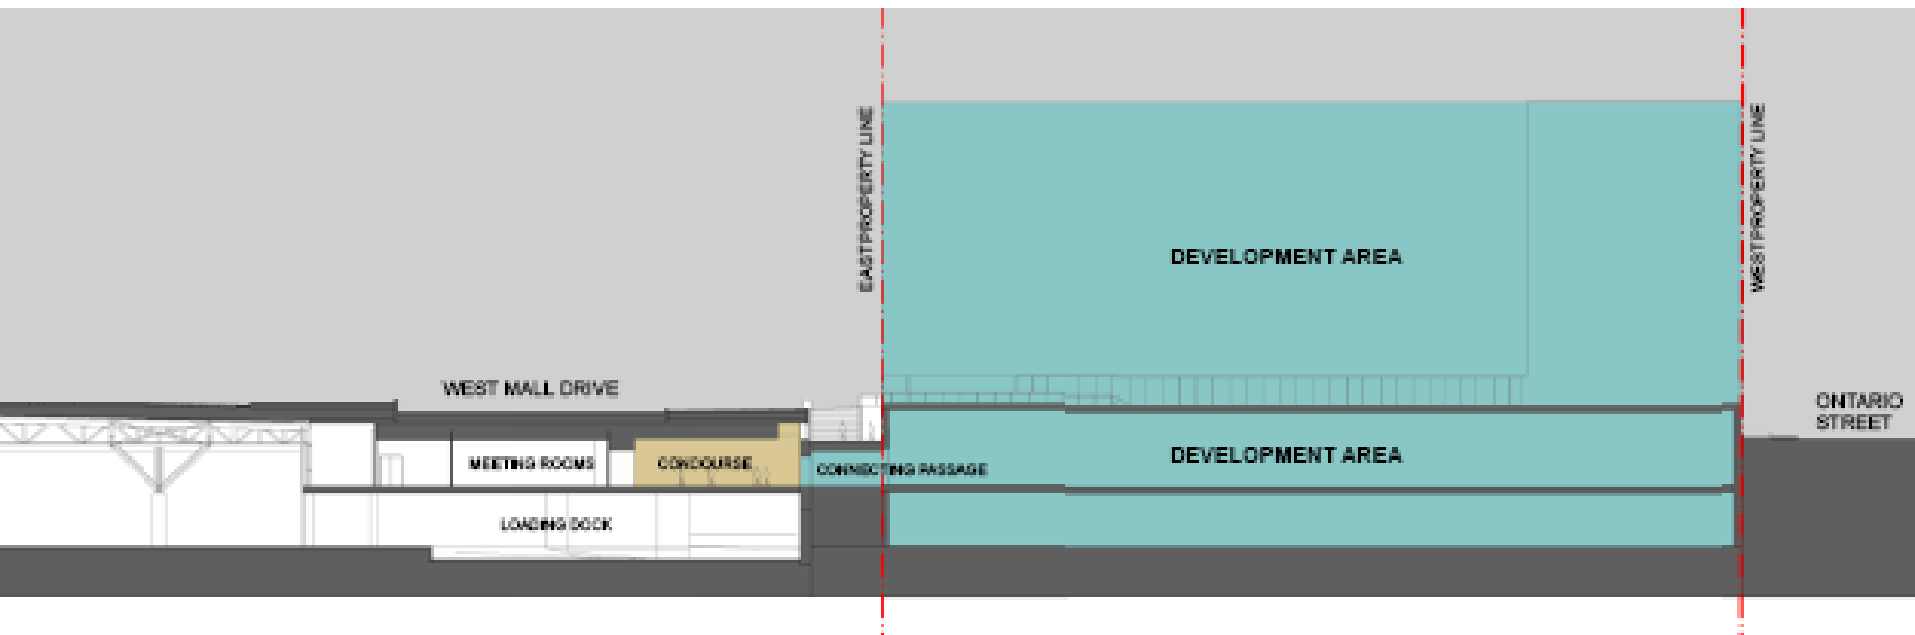 EAST PROPERTY LINE
WEST PROPERTY LINE
DEVELOPMENT AREA
WEST MALL DRIVE
ONTARIO
STREET
MEETING ROOMS
CONCOURSE
CONNECTING PASSAGE
DEVELOPMENT AREA
LOADING DOCK